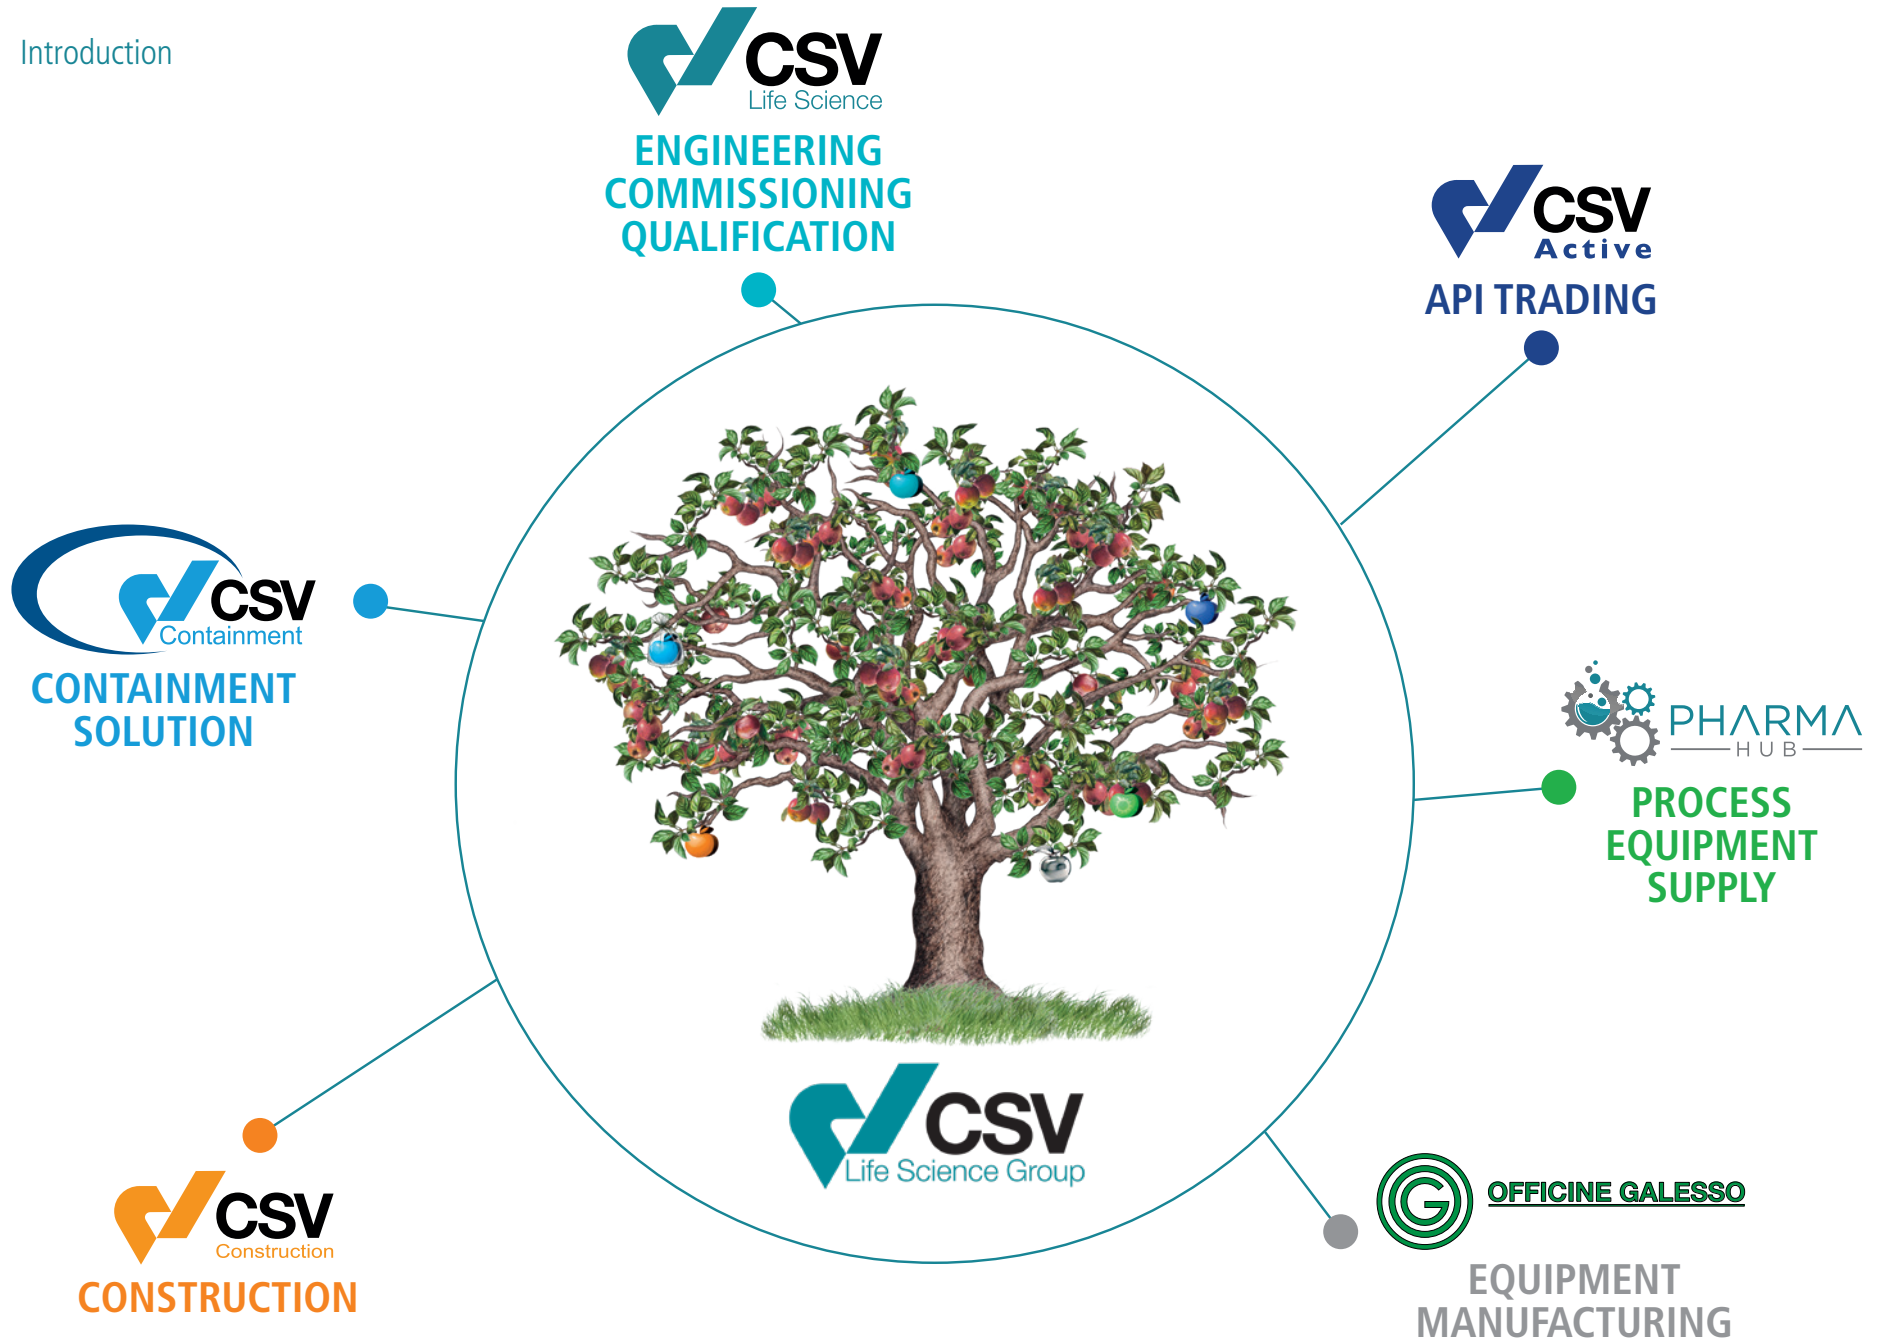 Introduction
CSV
Life Science
ENGINEERING
COMMISSIONING
QUALIFICATION
CSV
Active
API TRADING
CSV
Containment
CONTAINMENT
SOLUTION
PHARMA
HUB
PROCESS
EQUIPMENT
SUPPLY
CSV
Life Science Group
CSV
Construction
CONSTRUCTION
OFFICINE GALESSO
EQUIPMENT
MANUFACTURING